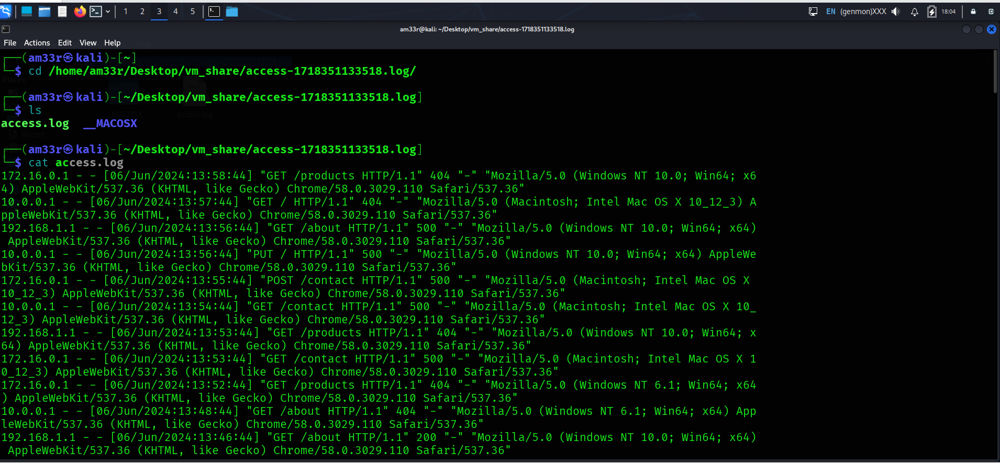 1 2 3 4 5 EN (genmon)XXX 18:04
am33r@kali: ~/Desktop/vm_share/access-1718351133518.log
File Actions Edit View Help
┌──(am33r㉿kali)-[~]
└─$ cd /home/am33r/Desktop/vm_share/access-1718351133518.log/
┌──(am33r㉿kali)-[~/Desktop/vm_share/access-1718351133518.log]
└─$ ls
access.log __MACOSX
┌──(am33r㉿kali)-[~/Desktop/vm_share/access-1718351133518.log]
└─$ cat access.log
172.16.0.1 - - [06/Jun/2024:13:58:44] "GET /products HTTP/1.1" 404 "-" "Mozilla/5.0 (Windows NT 10.0; Win64; x6
4) AppleWebKit/537.36 (KHTML, like Gecko) Chrome/58.0.3029.110 Safari/537.36"
10.0.0.1 - - [06/Jun/2024:13:57:44] "GET / HTTP/1.1" 404 "-" "Mozilla/5.0 (Macintosh; Intel Mac OS X 10_12_3) A
ppleWebKit/537.36 (KHTML, like Gecko) Chrome/58.0.3029.110 Safari/537.36"
192.168.1.1 - - [06/Jun/2024:13:56:44] "GET /about HTTP/1.1" 500 "-" "Mozilla/5.0 (Windows NT 10.0; Win64; x64)
 AppleWebKit/537.36 (KHTML, like Gecko) Chrome/58.0.3029.110 Safari/537.36"
10.0.0.1 - - [06/Jun/2024:13:56:44] "PUT / HTTP/1.1" 500 "-" "Mozilla/5.0 (Windows NT 10.0; Win64; x64) AppleWe
bKit/537.36 (KHTML, like Gecko) Chrome/58.0.3029.110 Safari/537.36"
172.16.0.1 - - [06/Jun/2024:13:55:44] "POST /contact HTTP/1.1" 500 "-" "Mozilla/5.0 (Macintosh; Intel Mac OS X
10_12_3) AppleWebKit/537.36 (KHTML, like Gecko) Chrome/58.0.3029.110 Safari/537.36"
10.0.0.1 - - [06/Jun/2024:13:54:44] "GET /contact HTTP/1.1" 500 "-" "Mozilla/5.0 (Macintosh; Intel Mac OS X 10_
12_3) AppleWebKit/537.36 (KHTML, like Gecko) Chrome/58.0.3029.110 Safari/537.36"
192.168.1.1 - - [06/Jun/2024:13:53:44] "GET /products HTTP/1.1" 404 "-" "Mozilla/5.0 (Windows NT 10.0; Win64; x
64) AppleWebKit/537.36 (KHTML, like Gecko) Chrome/58.0.3029.110 Safari/537.36"
172.16.0.1 - - [06/Jun/2024:13:53:44] "GET /contact HTTP/1.1" 500 "-" "Mozilla/5.0 (Macintosh; Intel Mac OS X 1
0_12_3) AppleWebKit/537.36 (KHTML, like Gecko) Chrome/58.0.3029.110 Safari/537.36"
172.16.0.1 - - [06/Jun/2024:13:52:44] "GET /products HTTP/1.1" 404 "-" "Mozilla/5.0 (Windows NT 6.1; Win64; x64
) AppleWebKit/537.36 (KHTML, like Gecko) Chrome/58.0.3029.110 Safari/537.36"
10.0.0.1 - - [06/Jun/2024:13:48:44] "GET /about HTTP/1.1" 404 "-" "Mozilla/5.0 (Windows NT 6.1; Win64; x64) App
leWebKit/537.36 (KHTML, like Gecko) Chrome/58.0.3029.110 Safari/537.36"
192.168.1.1 - - [06/Jun/2024:13:46:44] "GET /about HTTP/1.1" 200 "-" "Mozilla/5.0 (Windows NT 10.0; Win64; x64)
 AppleWebKit/537.36 (KHTML, like Gecko) Chrome/58.0.3029.110 Safari/537.36"